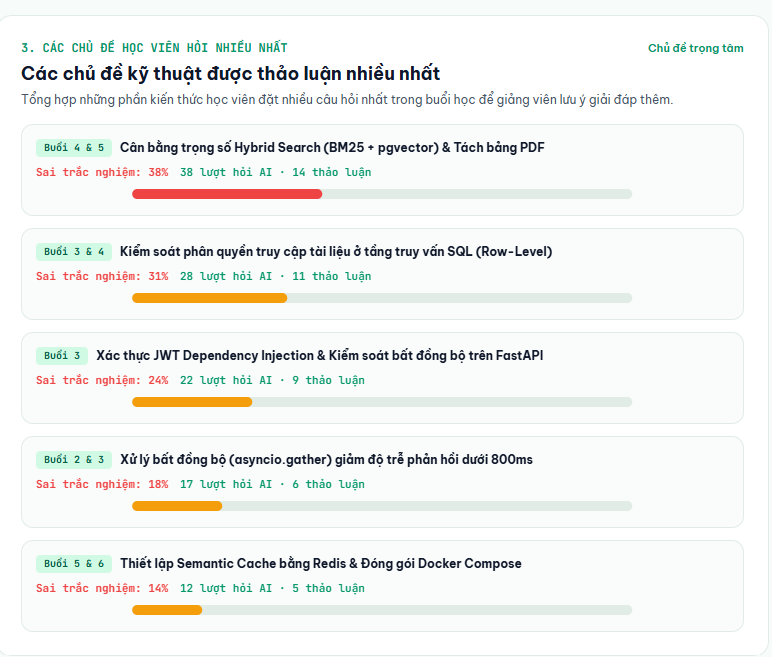 3. CÁC CHỦ ĐỀ HỌC VIÊN HỎI NHIỀU NHẤT
Chủ đề trọng tâm
Các chủ đề kỹ thuật được thảo luận nhiều nhất
Tổng hợp những phần kiến thức học viên đặt nhiều câu hỏi nhất trong buổi học để giảng viên lưu ý giải đáp thêm.
Buổi 4 & 5 Cân bằng trọng số Hybrid Search (BM25 + pgvector) & Tách bảng PDF
Sai trắc nghiệm: 38% 38 lượt hỏi AI · 14 thảo luận
Buổi 3 & 4 Kiểm soát phân quyền truy cập tài liệu ở tầng truy vấn SQL (Row-Level)
Sai trắc nghiệm: 31% 28 lượt hỏi AI · 11 thảo luận
Buổi 3 Xác thực JWT Dependency Injection & Kiểm soát bất đồng bộ trên FastAPI
Sai trắc nghiệm: 24% 22 lượt hỏi AI · 9 thảo luận
Buổi 2 & 3 Xử lý bất đồng bộ (asyncio.gather) giảm độ trễ phản hồi dưới 800ms
Sai trắc nghiệm: 18% 17 lượt hỏi AI · 6 thảo luận
Buổi 5 & 6 Thiết lập Semantic Cache bằng Redis & Đóng gói Docker Compose
Sai trắc nghiệm: 14% 12 lượt hỏi AI · 5 thảo luận